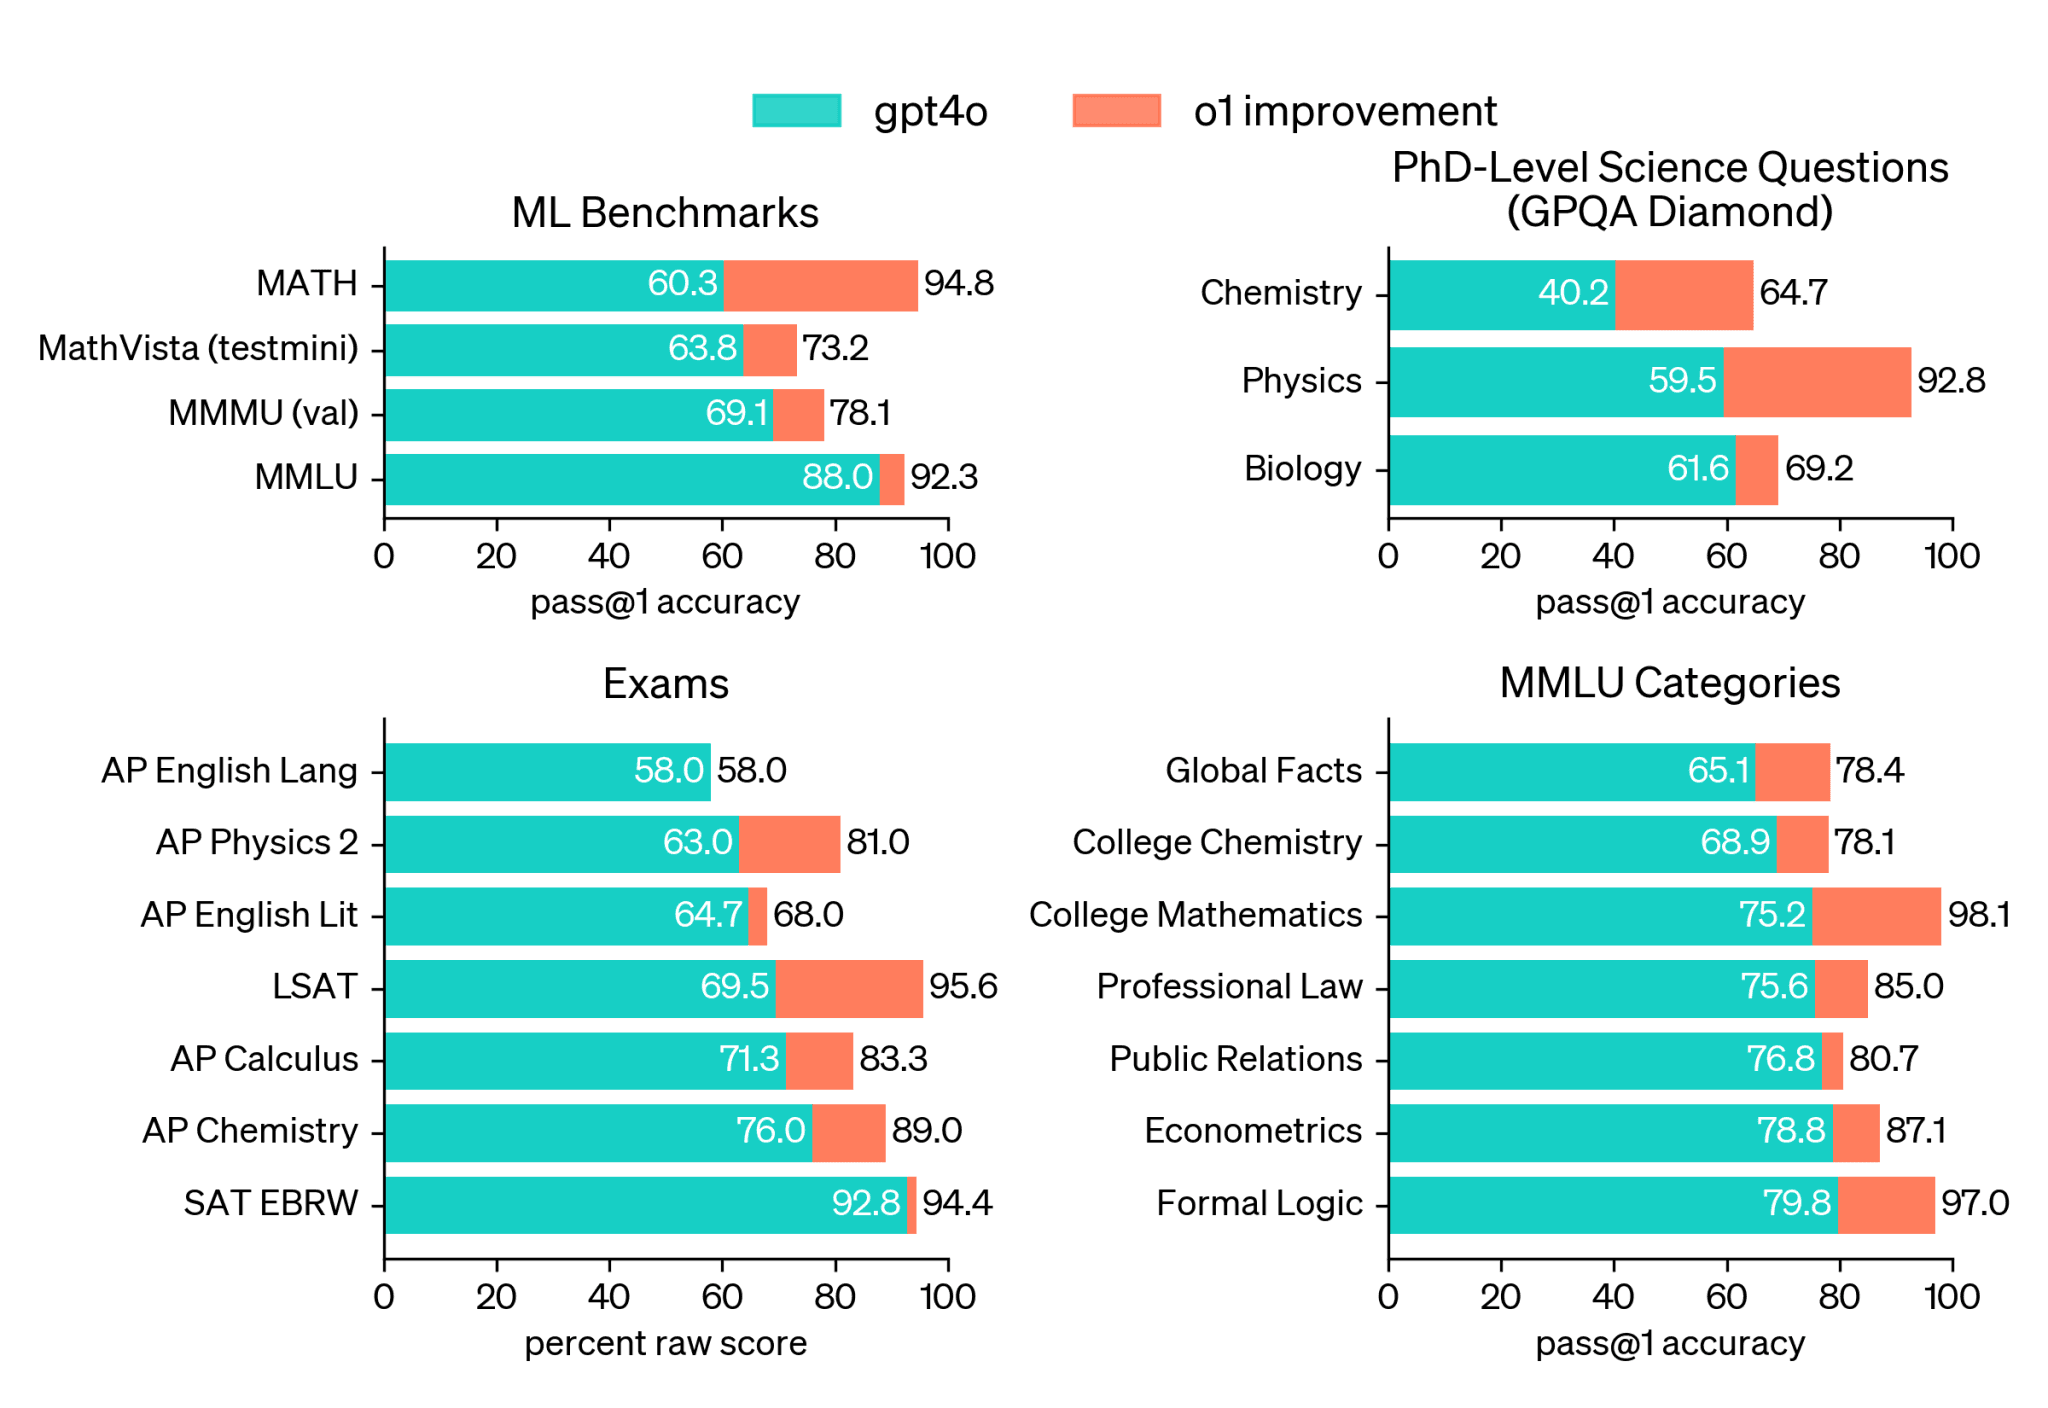 gpt4o o1 improvement
ML Benchmarks
MATH 60.3 94.8
MathVista (testmini) 63.8 73.2
MMMU (val) 69.1 78.1
MMLU 88.0 92.3
0 20 40 60 80 100
pass@1 accuracy
PhD-Level Science Questions
(GPQA Diamond)
Chemistry 40.2 64.7
Physics 59.5 92.8
Biology 61.6 69.2
0 20 40 60 80 100
pass@1 accuracy
Exams
AP English Lang 58.0 58.0
AP Physics 2 63.0 81.0
AP English Lit 64.7 68.0
LSAT 69.5 95.6
AP Calculus 71.3 83.3
AP Chemistry 76.0 89.0
SAT EBRW 92.8 94.4
0 20 40 60 80 100
percent raw score
MMLU Categories
Global Facts 65.1 78.4
College Chemistry 68.9 78.1
College Mathematics 75.2 98.1
Professional Law 75.6 85.0
Public Relations 76.8 80.7
Econometrics 78.8 87.1
Formal Logic 79.8 97.0
0 20 40 60 80 100
pass@1 accuracy